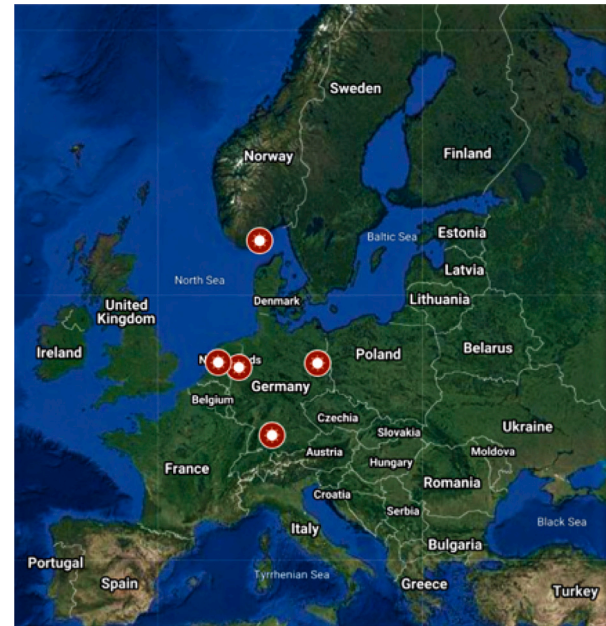 Sweden
Norway
Finland
Baltic Sea
Estonia
North Sea
Latvia
Denmark
Lithuania
United
Kingdom
Ireland
Poland
Belarus
N ds
Germany
Belgium
Czechia
Ukraine
Slovakia
Moldova
Austria
Hungary
France
Romania
Croatia
Serbia
Italy
Black Sea
Bulgaria
Portugal
Tyrrhenian Sea
Spain
Greece
Turkey